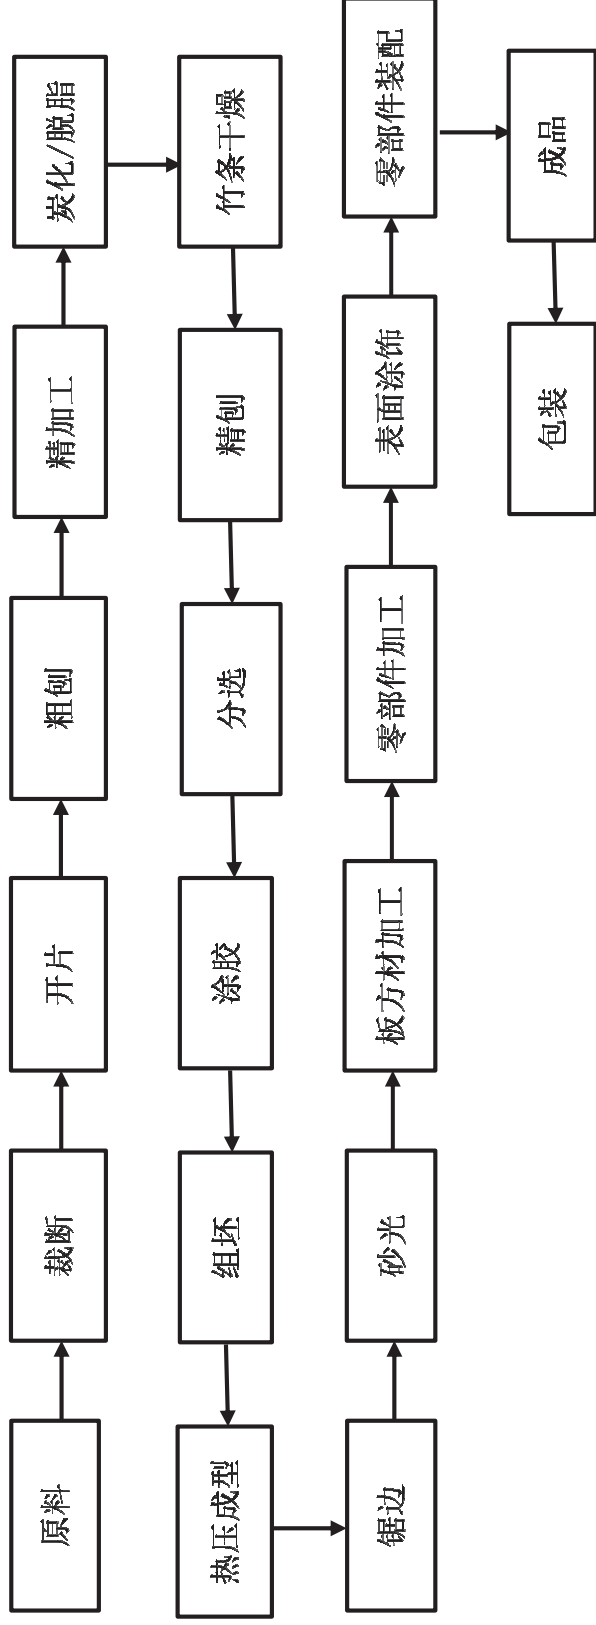 原料
裁断
开片
粗刨
精加工
炭化/脱脂
竹条干燥
精刨
分选
涂胶
组坯
热压成型
锯边
砂光
板方材加工
零部件加工
表面涂饰
零部件装配
成品
包装